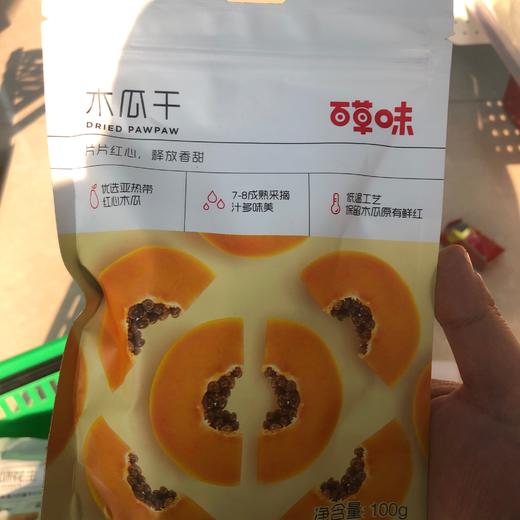 木瓜干
DRIED PAWPAW
百草味
片片红心，释放香甜
优选亚热带
红心木瓜
7-8成熟采摘
汁多味美
低温工艺
保留木瓜原有鲜红
净含量: 100g